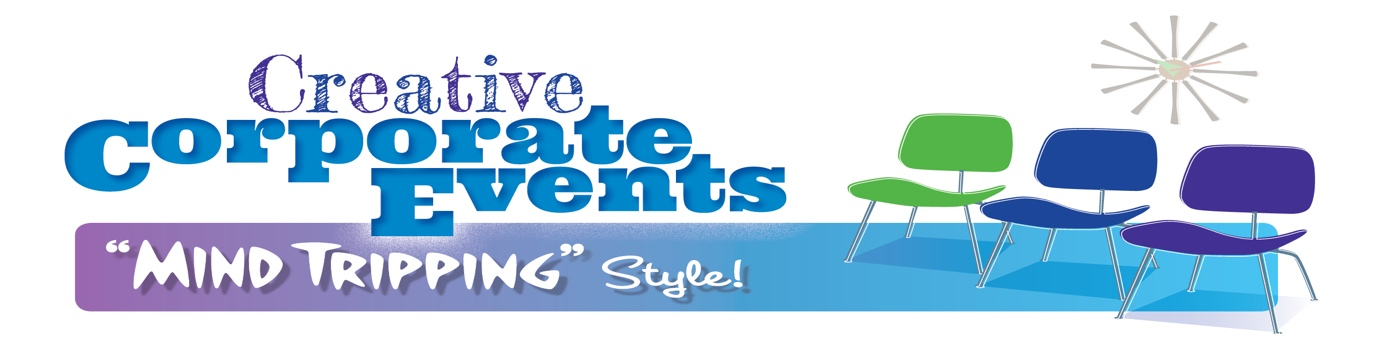 Creative
Corporate
Events
“Mind Tripping” Style!